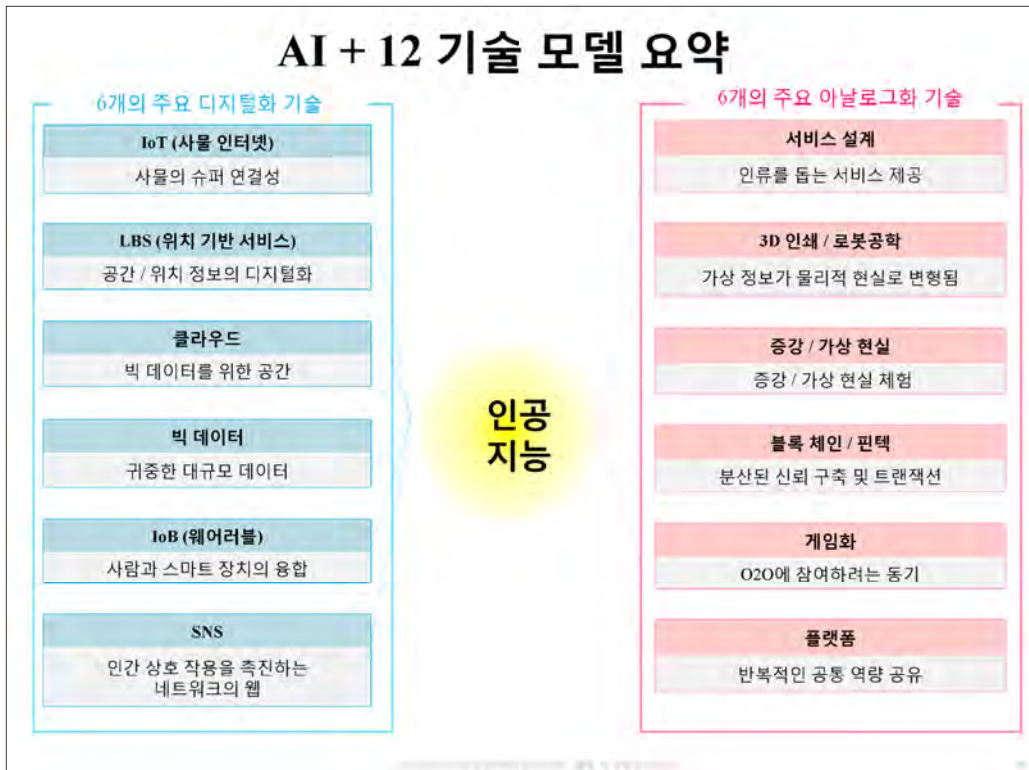 AI + 12 기술 모델 요약
6개의 주요 디지털화 기술
IoT (사물 인터넷)
사물의 슈퍼 연결성
LBS (위치 기반 서비스)
공간 / 위치 정보의 디지털화
클라우드
빅 데이터를 위한 공간
빅 데이터
귀중한 대규모 데이터
IoB (웨어러블)
사람과 스마트 장치의 융합
SNS
인간 상호 작용을 촉진하는
네트워크의 웹
인공
지능
6개의 주요 아날로그화 기술
서비스 설계
인류를 돕는 서비스 제공
3D 인쇄 / 로봇공학
가상 정보가 물리적 현실로 변형됨
증강 / 가상 현실
증강 / 가상 현실 체험
블록 체인 / 핀텍
분산된 신뢰 구축 및 트랜잭션
게임화
O2O에 참여하려는 동기
플랫폼
반복적인 공통 역량 공유